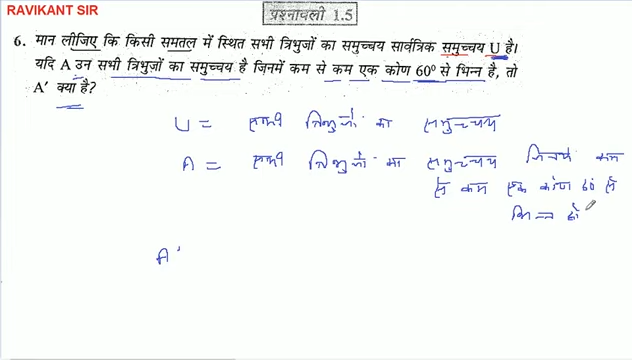 RAVIKANT SIR
प्रश्नावली 1.5
6. मान लीजिए कि किसी समतल में स्थित सभी त्रिभुजों का समुच्चय सार्वत्रिक समुच्चय U है।
यदि A उन सभी त्रिभुजों का समुच्चय है जिनमें कम से कम एक कोण 60° से भिन्न है, तो
A′ क्या है?
U = सभी त्रिभुजों का समुच्चय
A = सभी त्रिभुजों का समुच्चय जिनमें कम
से कम एक कोण 60 से
भिन्न हो
A'